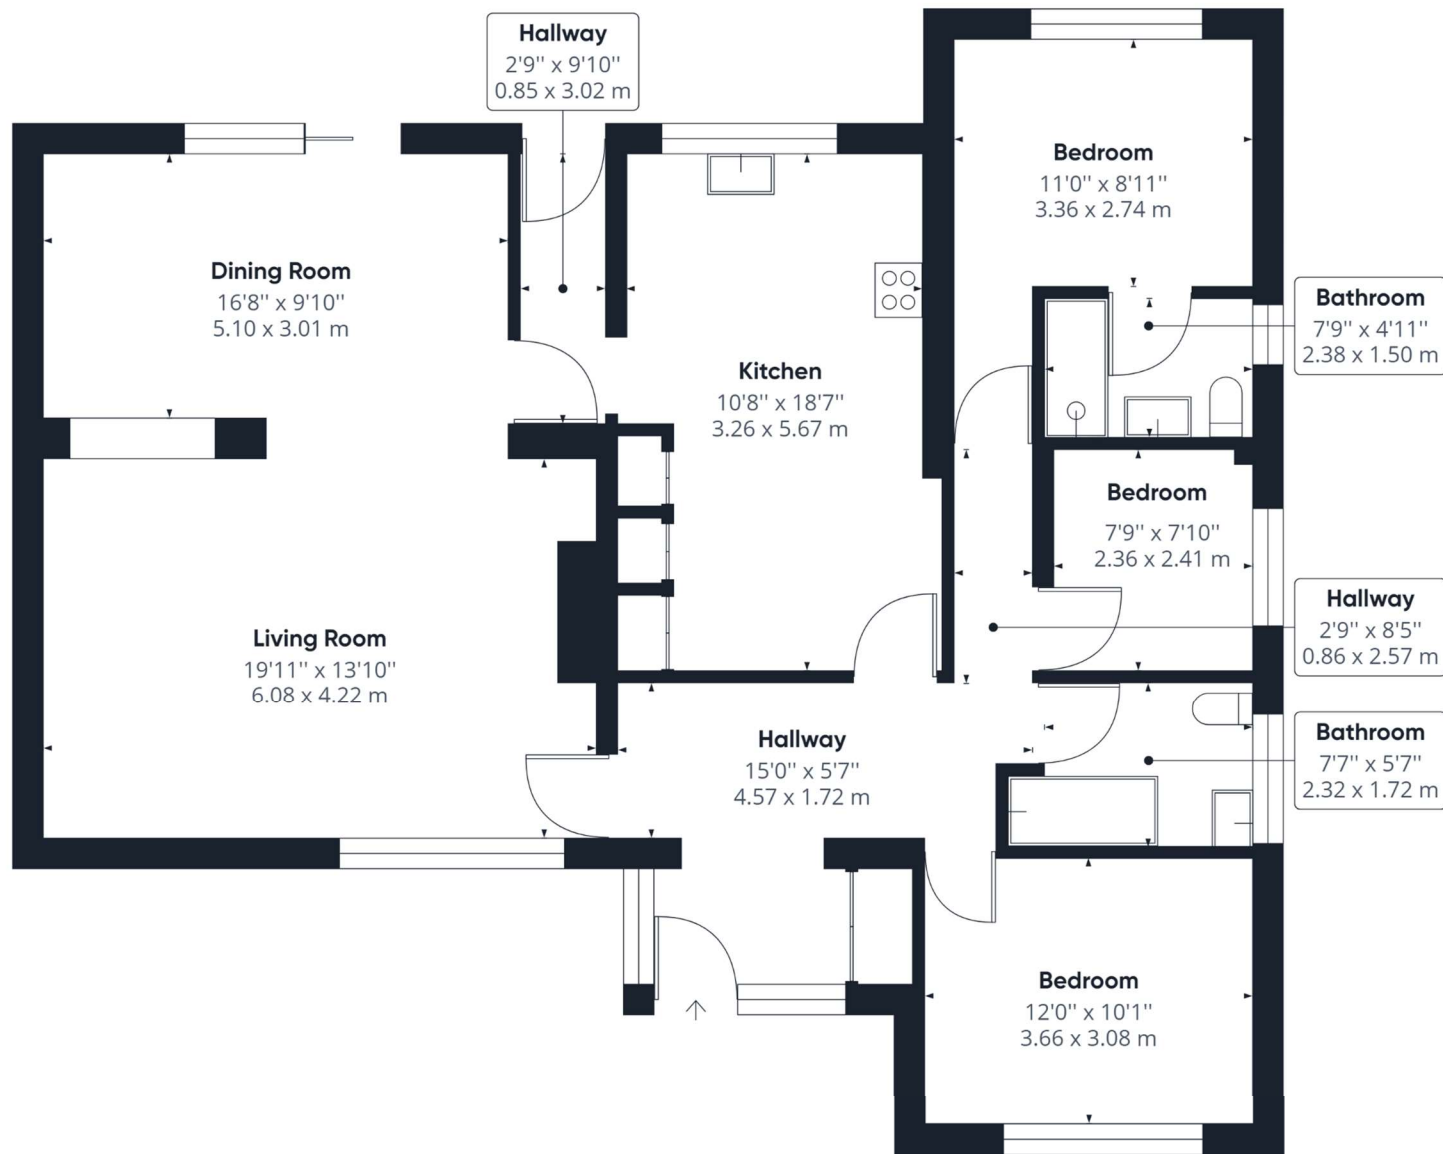 Hallway
2'9'' x 9'10''
0.85 x 3.02 m
Bedroom
11'0'' x 8'11''
3.36 x 2.74 m
Dining Room
16'8'' x 9'10''
5.10 x 3.01 m
Bathroom
7'9'' x 4'11''
2.38 x 1.50 m
Kitchen
10'8'' x 18'7''
3.26 x 5.67 m
Bedroom
7'9'' x 7'10''
2.36 x 2.41 m
Hallway
2'9'' x 8'5''
0.86 x 2.57 m
Living Room
19'11'' x 13'10''
6.08 x 4.22 m
Hallway
15'0'' x 5'7''
4.57 x 1.72 m
Bathroom
7'7'' x 5'7''
2.32 x 1.72 m
Bedroom
12'0'' x 10'1''
3.66 x 3.08 m